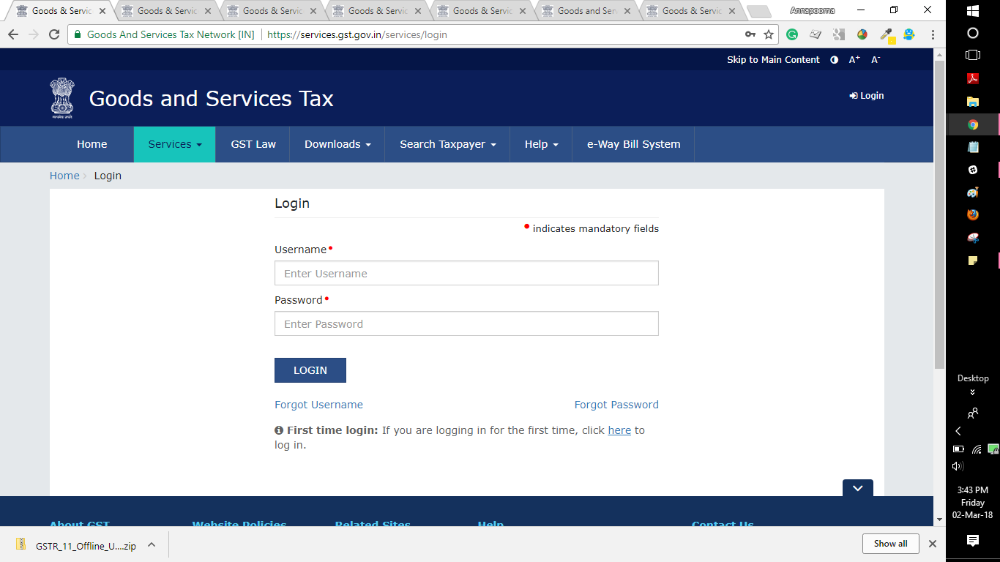 Goods & Servic
Goods & Servic
Goods & Servic
Goods & Servic
Goods & Servic
Goods and Serv
Goods & Servic
Annapoorna
Goods And Services Tax Network [IN]
https://services.gst.gov.in/services/login
Skip to Main Content A+ A-
Goods and Services Tax
Login
Home Services GST Law Downloads Search Taxpayer Help e-Way Bill System
Home Login
Login
indicates mandatory fields
Username
Enter Username
Password
Enter Password
LOGIN
Forgot Username Forgot Password
First time login: If you are logging in for the first time, click here to
log in.
About GST Website Policies Related Sites Help Contact Us
GSTR_11_Offline_U....zip
Show all
Desktop
3:43 PM
Friday
02-Mar-18